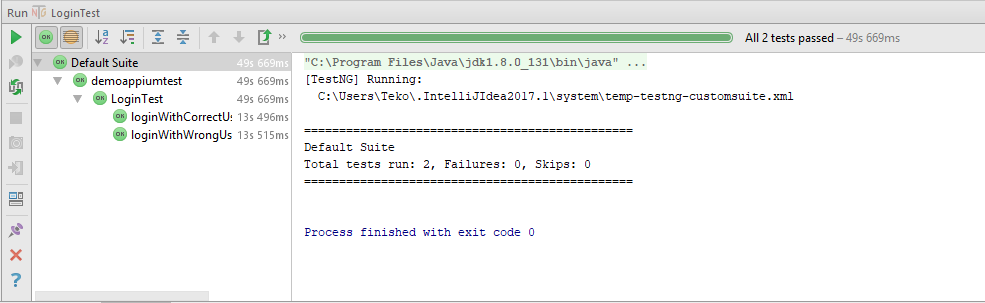 Run LoginTest
All 2 tests passed – 49s 669ms
Default Suite 49s 669ms
demoappiumtest 49s 669ms
LoginTest 49s 669ms
loginWithCorrectUs 13s 496ms
loginWithWrongUs 13s 515ms
"C:\Program Files\Java\jdk1.8.0_131\bin\java" ...
[TestNG] Running:
C:\Users\Teko\.IntelliJIdea2017.1\system\temp-testng-customsuite.xml
===============================================
Default Suite
Total tests run: 2, Failures: 0, Skips: 0
===============================================
Process finished with exit code 0